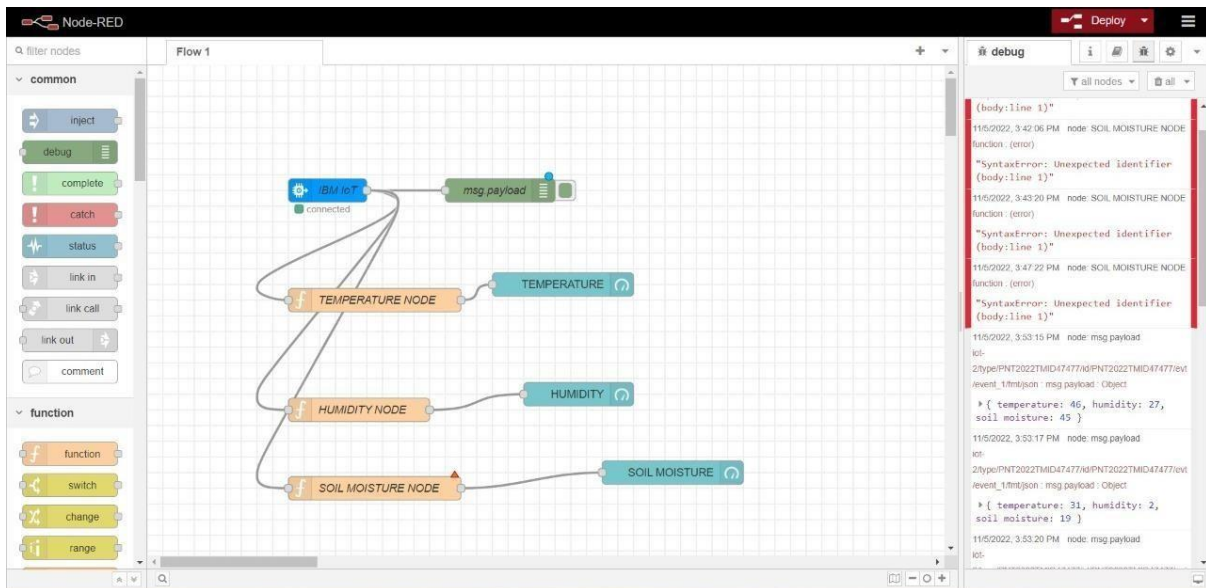 Node-RED
Deploy
filter nodes
common
inject
debug
complete
catch
status
link in
link call
link out
comment
function
function
switch
change
range
Flow 1
IBM IoT
connected
msg.payload
TEMPERATURE NODE
TEMPERATURE
HUMIDITY NODE
HUMIDITY
SOIL MOISTURE NODE
SOIL MOISTURE
debug
i
all nodes
all
(body:line 1)"
11/5/2022, 3:42:06 PM node: SOIL MOISTURE NODE
function : (error)
"SyntaxError: Unexpected identifier
(body:line 1)"
11/5/2022, 3:43:20 PM node: SOIL MOISTURE NODE
function : (error)
"SyntaxError: Unexpected identifier
(body:line 1)"
11/5/2022, 3:47:22 PM node: SOIL MOISTURE NODE
function : (error)
"SyntaxError: Unexpected identifier
(body:line 1)"
11/5/2022, 3:53:15 PM node: msg.payload
iot-
2/type/PNT2022TMID47477/id/PNT2022TMID47477/evt
/event_1/fmt/json : msg.payload : Object
{ temperature: 46, humidity: 27,
soil moisture: 45 }
11/5/2022, 3:53:17 PM node: msg.payload
iot-
2/type/PNT2022TMID47477/id/PNT2022TMID47477/evt
/event_1/fmt/json : msg.payload : Object
{ temperature: 31, humidity: 2,
soil moisture: 19 }
11/5/2022, 3:53:20 PM node: msg.payload
iot-